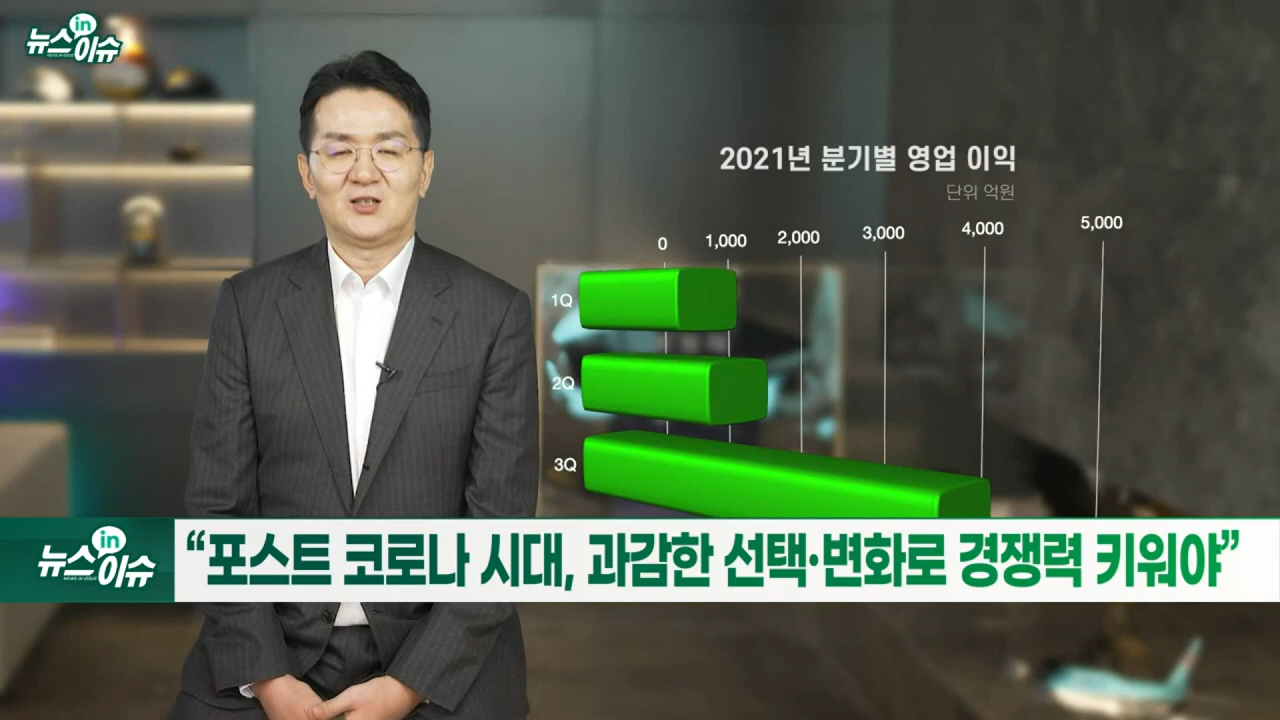 뉴스in이슈
2021년 분기별 영업 이익
단위 억원
0 1,000 2,000 3,000 4,000 5,000
1Q
2Q
3Q
뉴스in이슈
NEWS IN ISSUE
“포스트 코로나 시대, 과감한 선택·변화로 경쟁력 키워야”